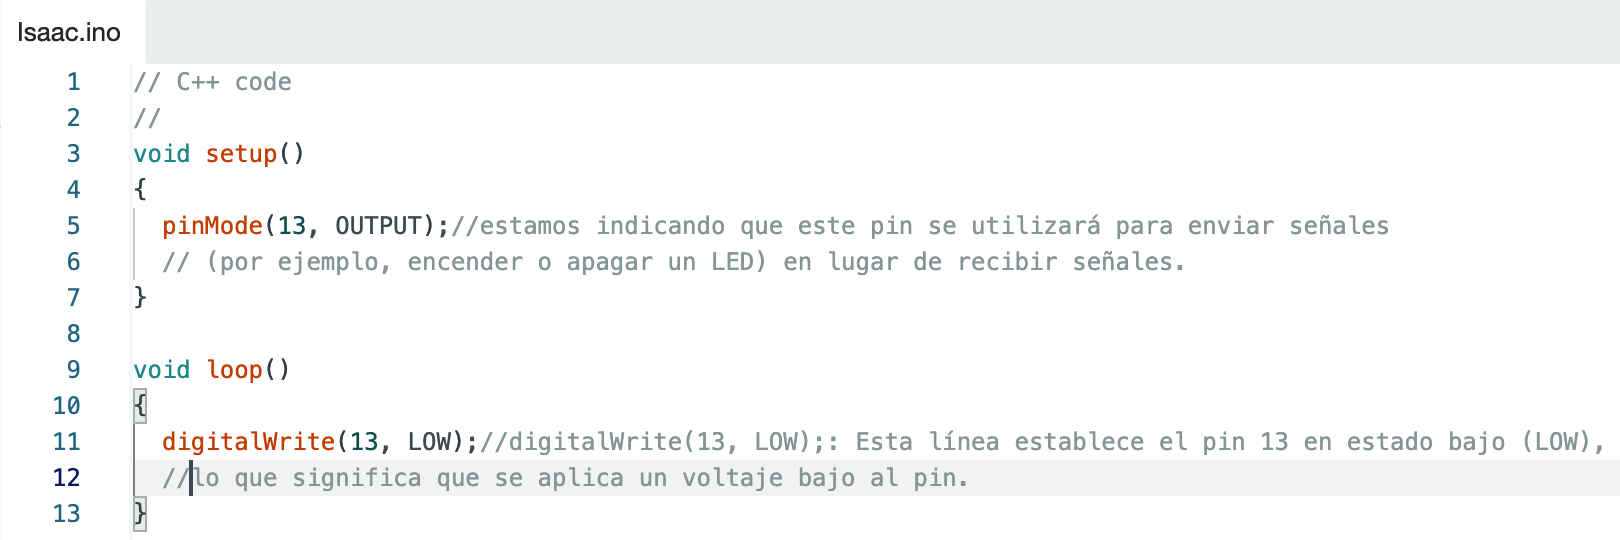 Isaac.ino
1 // C++ code
2 //
3 void setup()
4 {
5 pinMode(13, OUTPUT);//estamos indicando que este pin se utilizará para enviar señales
6 // (por ejemplo, encender o apagar un LED) en lugar de recibir señales.
7 }
8
9 void loop()
10 {
11 digitalWrite(13, LOW);//digitalWrite(13, LOW);: Esta línea establece el pin 13 en estado bajo (LOW),
12 //lo que significa que se aplica un voltaje bajo al pin.
13 }